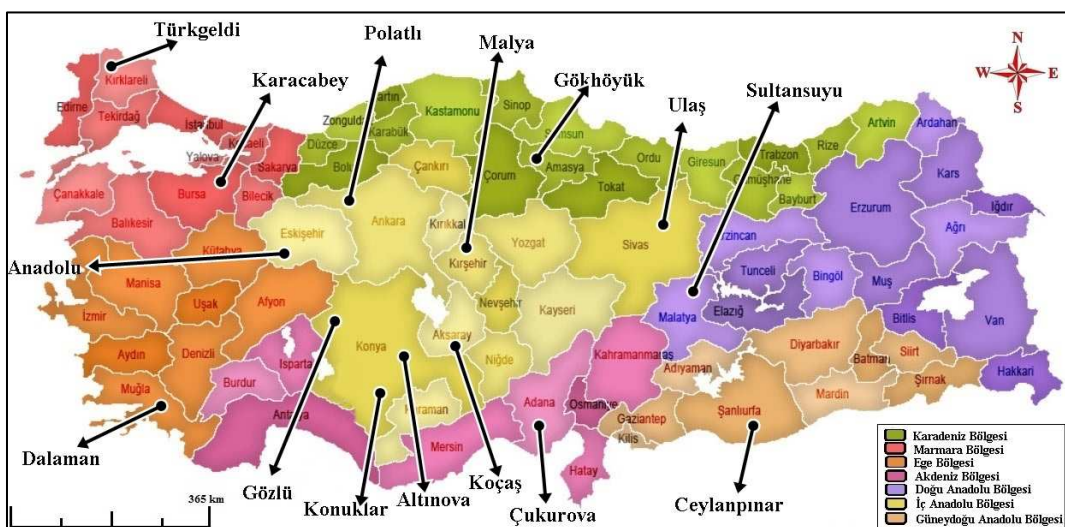 Türkgeldi
Polatlı
Malya
Karacabey
Gökhöyük
Ulaş
Sultansuyu
N
W
E
S
Kırklareli
Edirne
Tekirdağ
İstanbul
Yalova
Sakarya
Çanakkale
Bursa
Bilecik
Balıkesir
Zonguldak
Karabük
Düzce
Bolu
Kastamonu
Sinop
Samsun
Çankırı
Çorum
Amasya
Ordu
Tokat
Giresun
Trabzon
Gümüşhane
Rize
Artvin
Bayburt
Ardahan
Kars
Iğdır
Erzurum
Ağrı
Erzincan
Tunceli
Bingöl
Muş
Elazığ
Malatya
Bitlis
Van
Hakkari
Eskişehir
Ankara
Kırıkkale
Kırşehir
Yozgat
Sivas
Nevşehir
Kayseri
Aksaray
Niğde
Konya
Karaman
Kütahya
Manisa
Uşak
Afyon
İzmir
Aydın
Denizli
Muğla
Isparta
Burdur
Antalya
Mersin
Adana
Osmaniye
Kahramanmaraş
Hatay
Adıyaman
Gaziantep
Kilis
Şanlıurfa
Diyarbakır
Batman
Siirt
Mardin
Şırnak
Anadolu
Dalaman
Gözlü
Konuklar
Altınova
Koçaş
Çukurova
Ceylanpınar
365 km
Karadeniz Bölgesi
Marmara Bölgesi
Ege Bölgesi
Akdeniz Bölgesi
Doğu Anadolu Bölgesi
İç Anadolu Bölgesi
Güneydoğu Anadolu Bölgesi